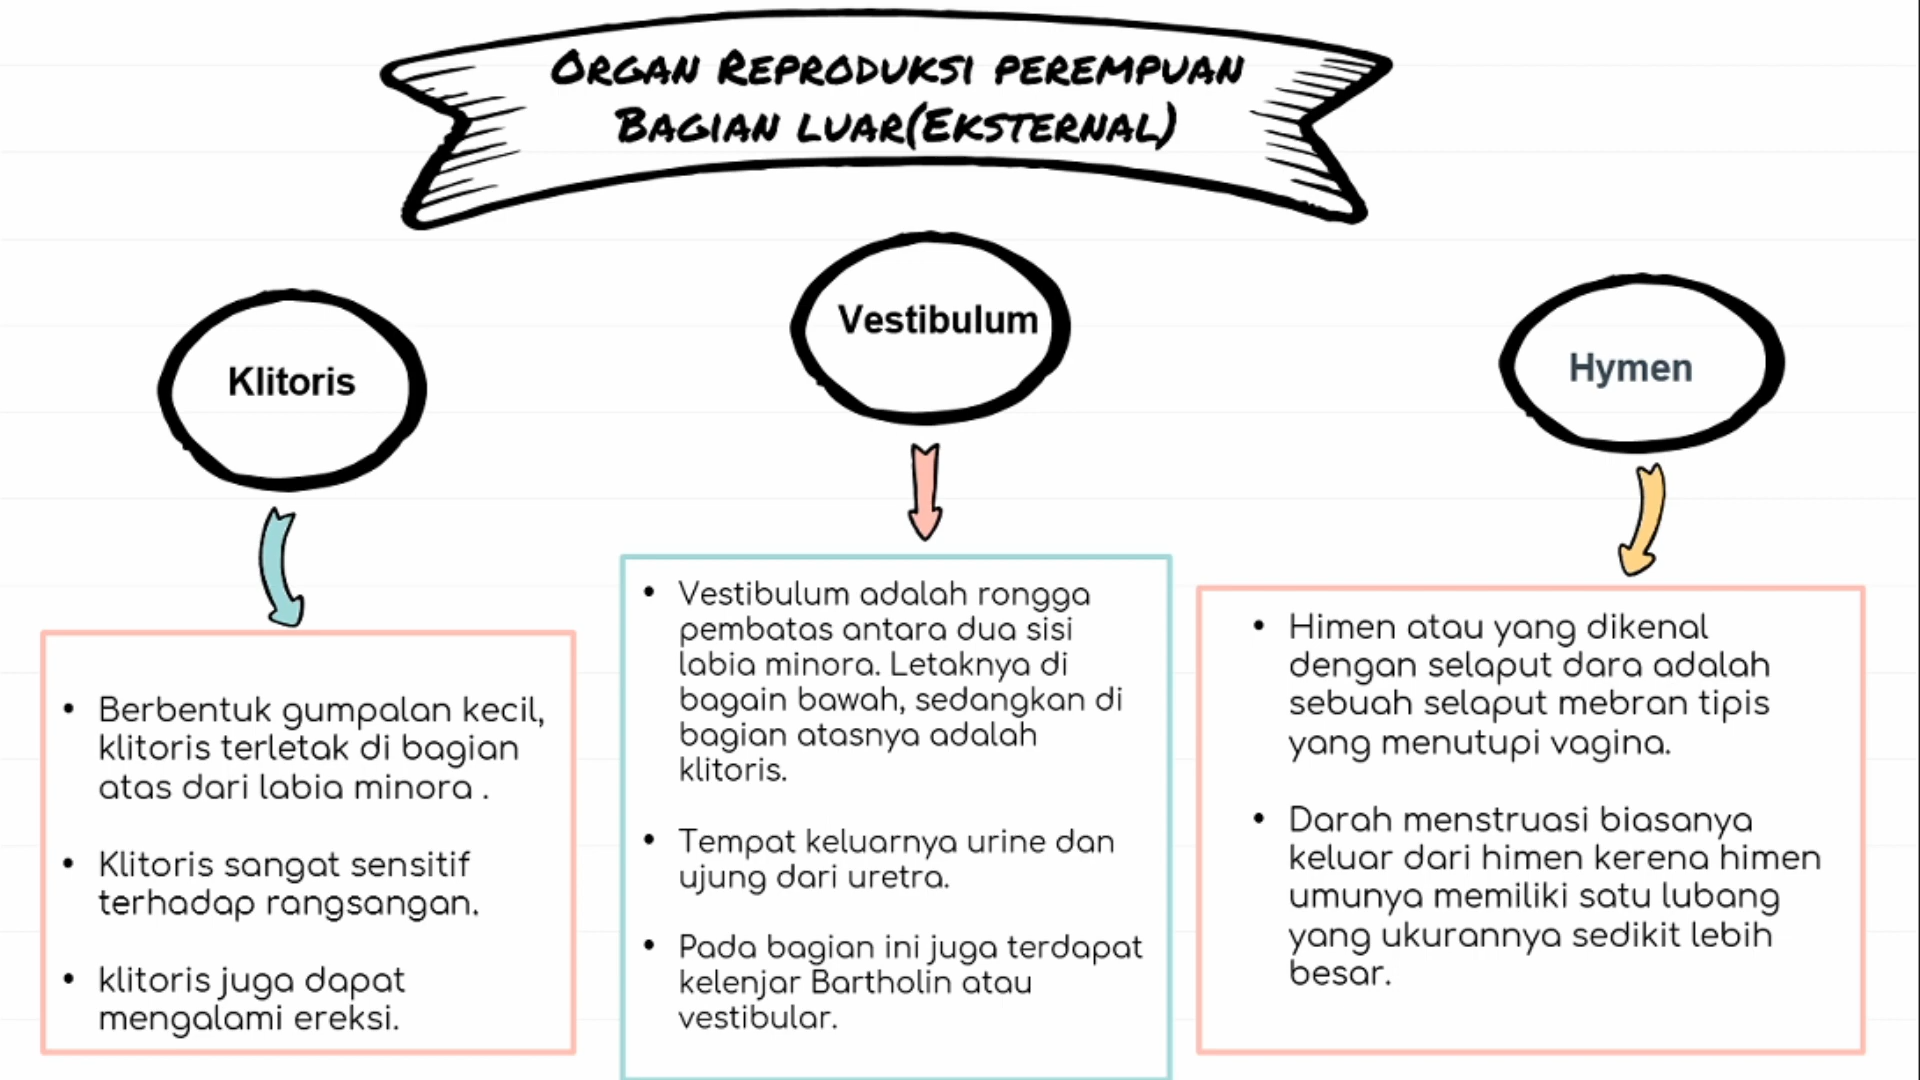 ORGAN REPRODUKSI PEREMPUAN
BAGIAN LUAR(EKSTERNAL)
Klitoris
• Berbentuk gumpalan kecil,
klitoris terletak di bagian
atas dari labia minora .
• Klitoris sangat sensitif
terhadap rangsangan.
• klitoris juga dapat
mengalami ereksi.
Vestibulum
• Vestibulum adalah rongga
pembatas antara dua sisi
labia minora. Letaknya di
bagain bawah, sedangkan di
bagian atasnya adalah
klitoris.
• Tempat keluarnya urine dan
ujung dari uretra.
• Pada bagian ini juga terdapat
kelenjar Bartholin atau
vestibular.
Hymen
• Himen atau yang dikenal
dengan selaput dara adalah
sebuah selaput mebran tipis
yang menutupi vagina.
• Darah menstruasi biasanya
keluar dari himen kerena himen
umunya memiliki satu lubang
yang ukurannya sedikit lebih
besar.